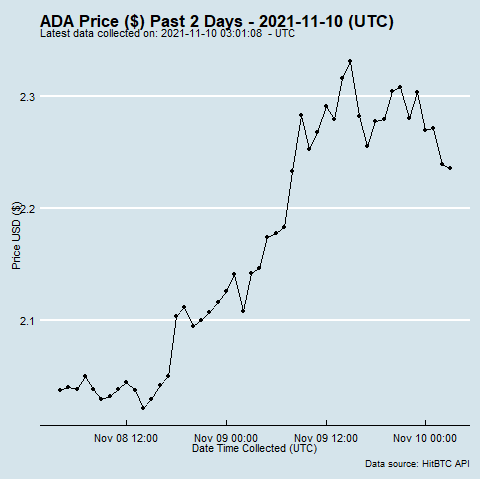 ADA Price ($) Past 2 Days - 2021-11-10 (UTC)
Latest data collected on: 2021-11-10 03:01:08 - UTC
2.3
2.2
2.1
Price USD ($)
Nov 08 12:00 Nov 09 00:00 Nov 09 12:00 Nov 10 00:00
Date Time Collected (UTC)
Data source: HitBTC API